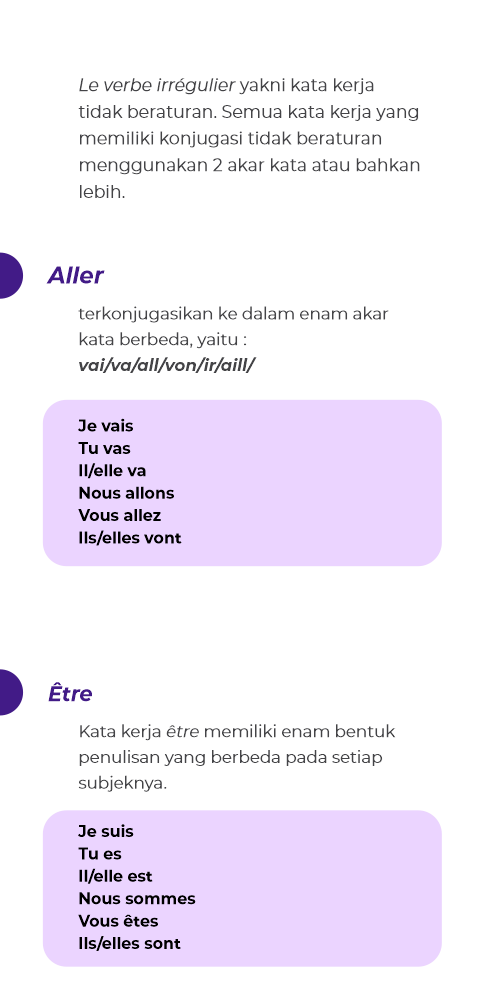 Le verbe irrégulier yakni kata kerja
tidak beraturan. Semua kata kerja yang
memiliki konjugasi tidak beraturan
menggunakan 2 akar kata atau bahkan
lebih.
Aller
terkonjugasikan ke dalam enam akar
kata berbeda, yaitu :
vai/va/all/von/ir/aill/
Je vais
Tu vas
Il/elle va
Nous allons
Vous allez
Ils/elles vont
Être
Kata kerja être memiliki enam bentuk
penulisan yang berbeda pada setiap
subjeknya.
Je suis
Tu es
Il/elle est
Nous sommes
Vous êtes
Ils/elles sont